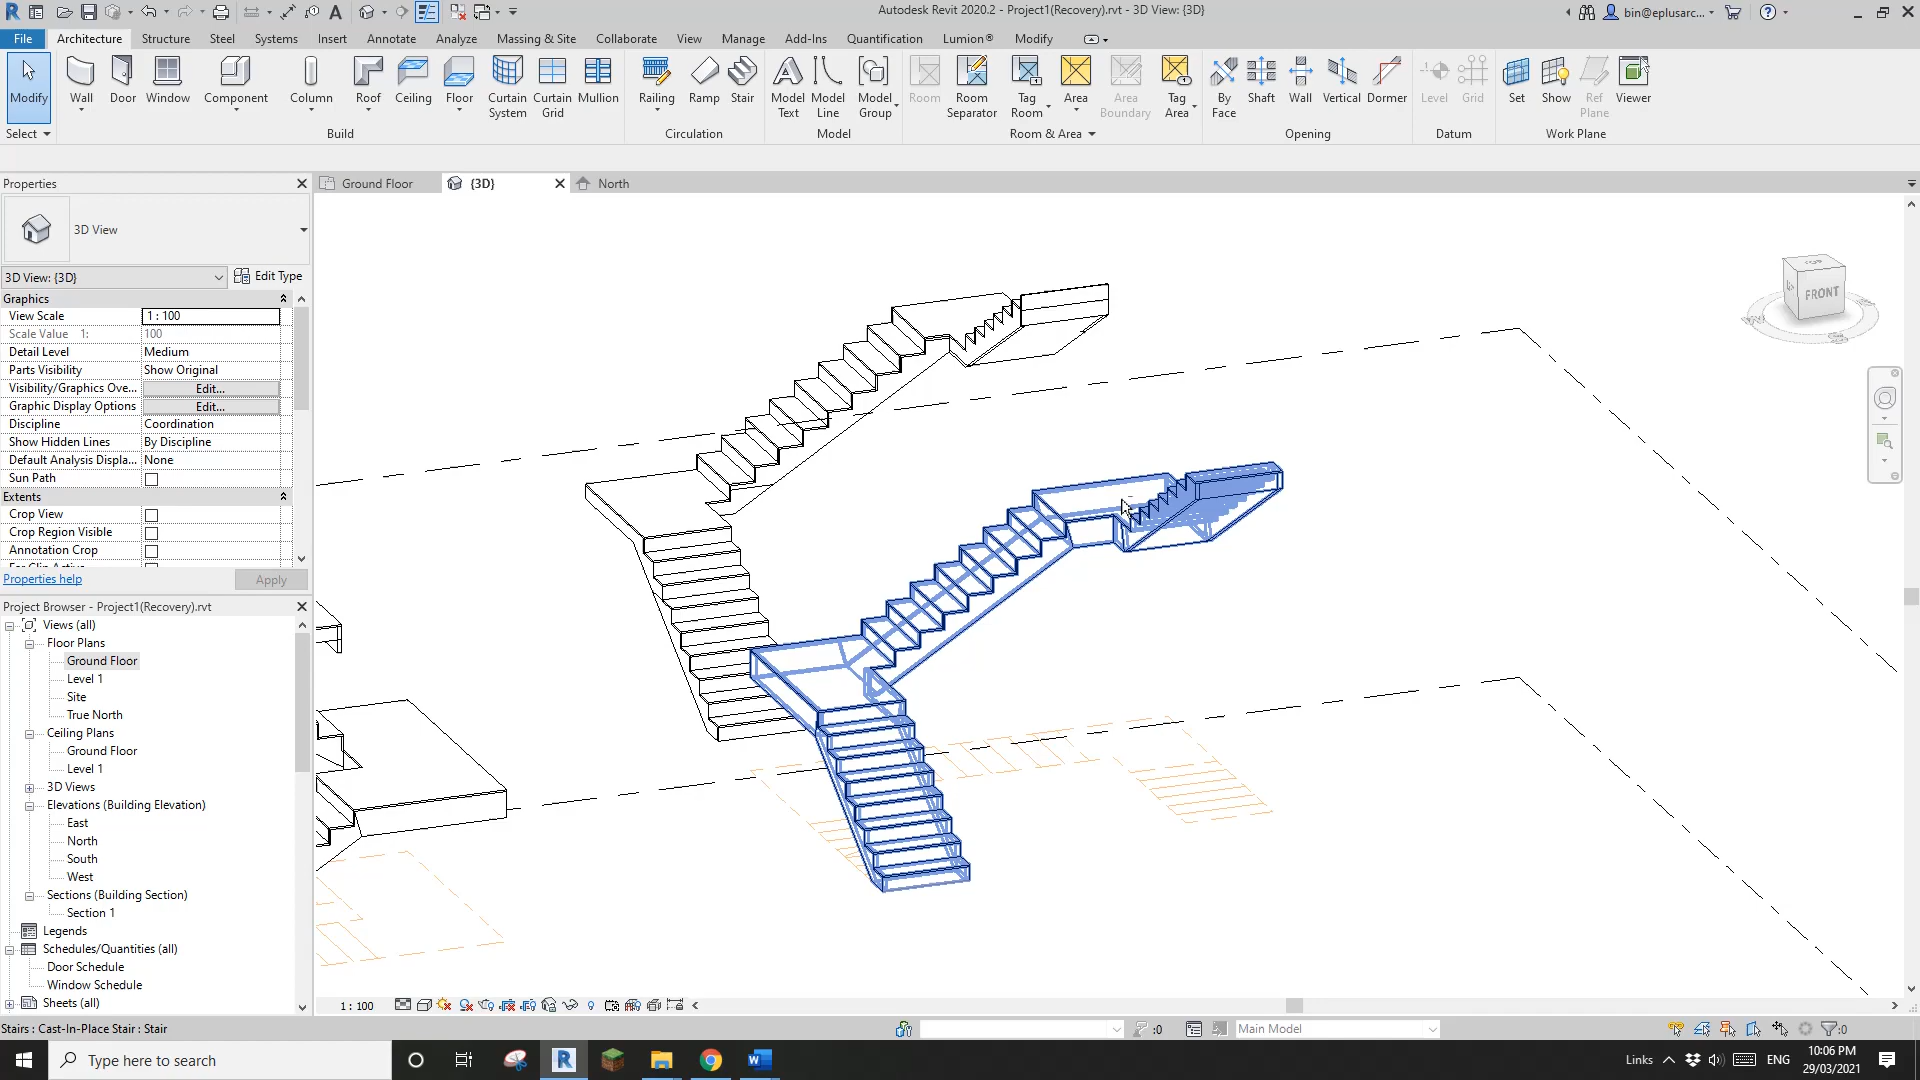 Autodesk Revit 2020.2 - Project1(Recovery).rvt - 3D View: {3D}
bin@eplusarc...
File Architecture Structure Steel Systems Insert Annotate Analyze Massing & Site Collaborate View Manage Add-Ins Quantification Lumion® Modify
Modify Wall Door Window Component Column Roof Ceiling Floor Curtain System Curtain Grid Mullion Railing Ramp Stair Model Text Model Line Model Group Room Room Separator Tag Room Area Area Boundary Tag Area By Face Shaft Wall Vertical Dormer Level Grid Set Show Ref Plane Viewer
Select Build Circulation Model Room & Area Opening Datum Work Plane
Properties
Ground Floor {3D} North
3D View
3D View: {3D} Edit Type
Graphics
View Scale 1 : 100
Scale Value 1: 100
Detail Level Medium
Parts Visibility Show Original
Visibility/Graphics Ove... Edit...
Graphic Display Options Edit...
Discipline Coordination
Show Hidden Lines By Discipline
Default Analysis Displa... None
Sun Path
Extents
Crop View
Crop Region Visible
Annotation Crop
Properties help Apply
Project Browser - Project1(Recovery).rvt
Views (all)
Floor Plans
Ground Floor
Level 1
Site
True North
Ceiling Plans
Ground Floor
Level 1
3D Views
Elevations (Building Elevation)
East
North
South
West
Sections (Building Section)
Section 1
Legends
Schedules/Quantities (all)
Door Schedule
Window Schedule
Sheets (all)
TOP
FRONT
1 : 100
Stairs : Cast-In-Place Stair : Stair
:0
Main Model
:0
Type here to search
Links
ENG
10:06 PM
29/03/2021